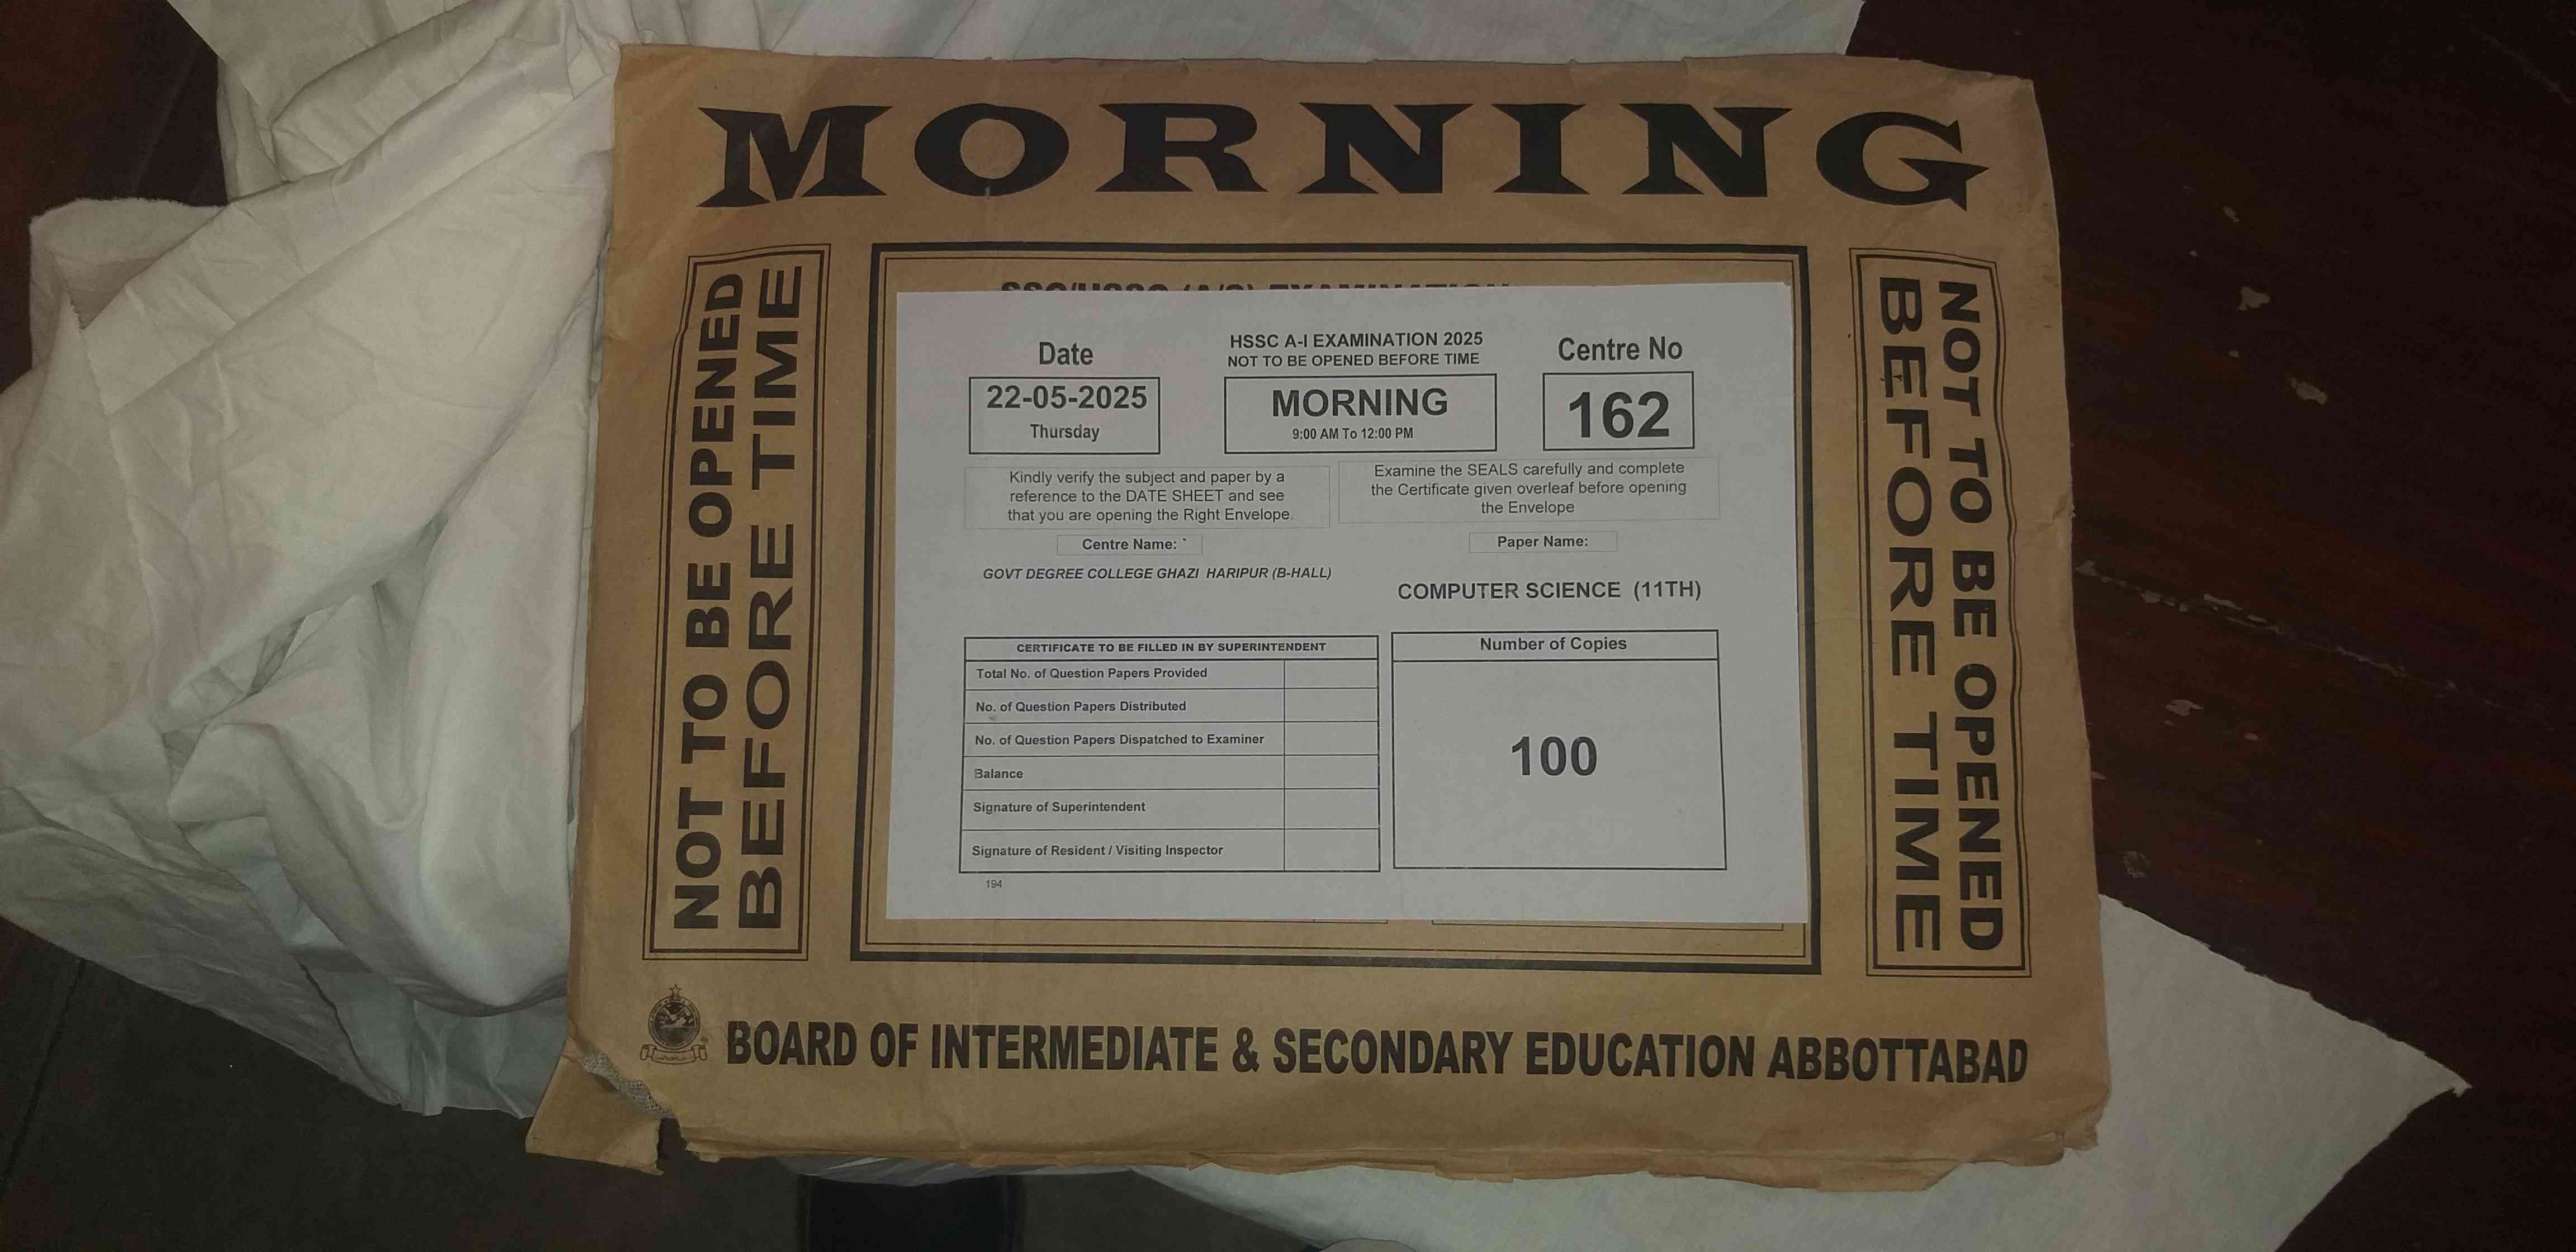 MORNING
NOT TO BE OPENED
BEFORE TIME
SSC/HSSC (A/S) EXAMINATION
Date
22-05-2025
Thursday
HSSC A-I EXAMINATION 2025
NOT TO BE OPENED BEFORE TIME
MORNING
9:00 AM To 12:00 PM
Centre No
162
Kindly verify the subject and paper by a
reference to the DATE SHEET and see
that you are opening the Right Envelope
Examine the SEALS carefully and complete
the Certificate given overleaf before opening
the Envelope
Centre Name:
GOVT DEGREE COLLEGE GHAZI HARIPUR (B-HALL)
Paper Name:
COMPUTER SCIENCE (11TH)
CERTIFICATE TO BE FILLED IN BY SUPERINTENDENT
Total No. of Question Papers Provided
No. of Question Papers Distributed
No. of Question Papers Dispatched to Examiner
Balance
Signature of Superintendent
Signature of Resident / Visiting Inspector
194
Number of Copies
100
NOT TO BE OPENED
BEFORE TIME
BOARD OF INTERMEDIATE & SECONDARY EDUCATION ABBOTTABAD